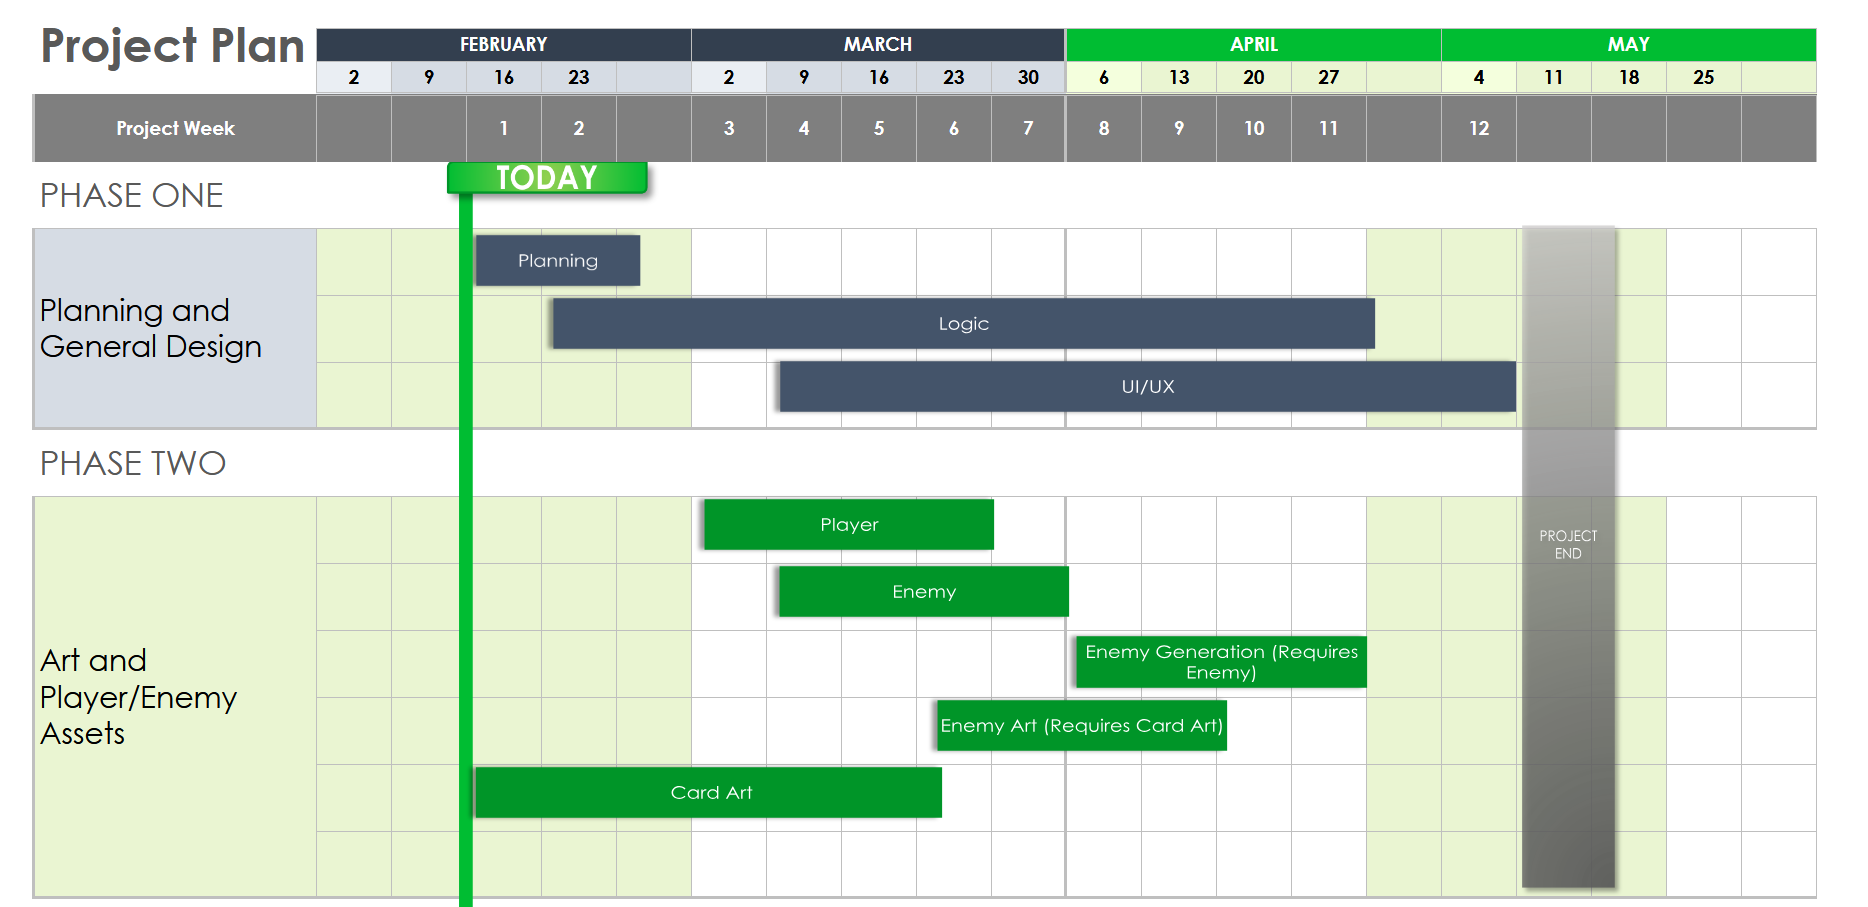 Project Plan
FEBRUARY MARCH APRIL MAY
2 9 16 23 2 9 16 23 30 6 13 20 27 4 11 18 25
Project Week 1 2 3 4 5 6 7 8 9 10 11 12
TODAY
PHASE ONE
Planning and
General Design
Planning
Logic
UI/UX
PHASE TWO
Art and
Player/Enemy
Assets
Player
Enemy
Enemy Generation (Requires
Enemy)
Enemy Art (Requires Card Art)
Card Art
PROJECT
END